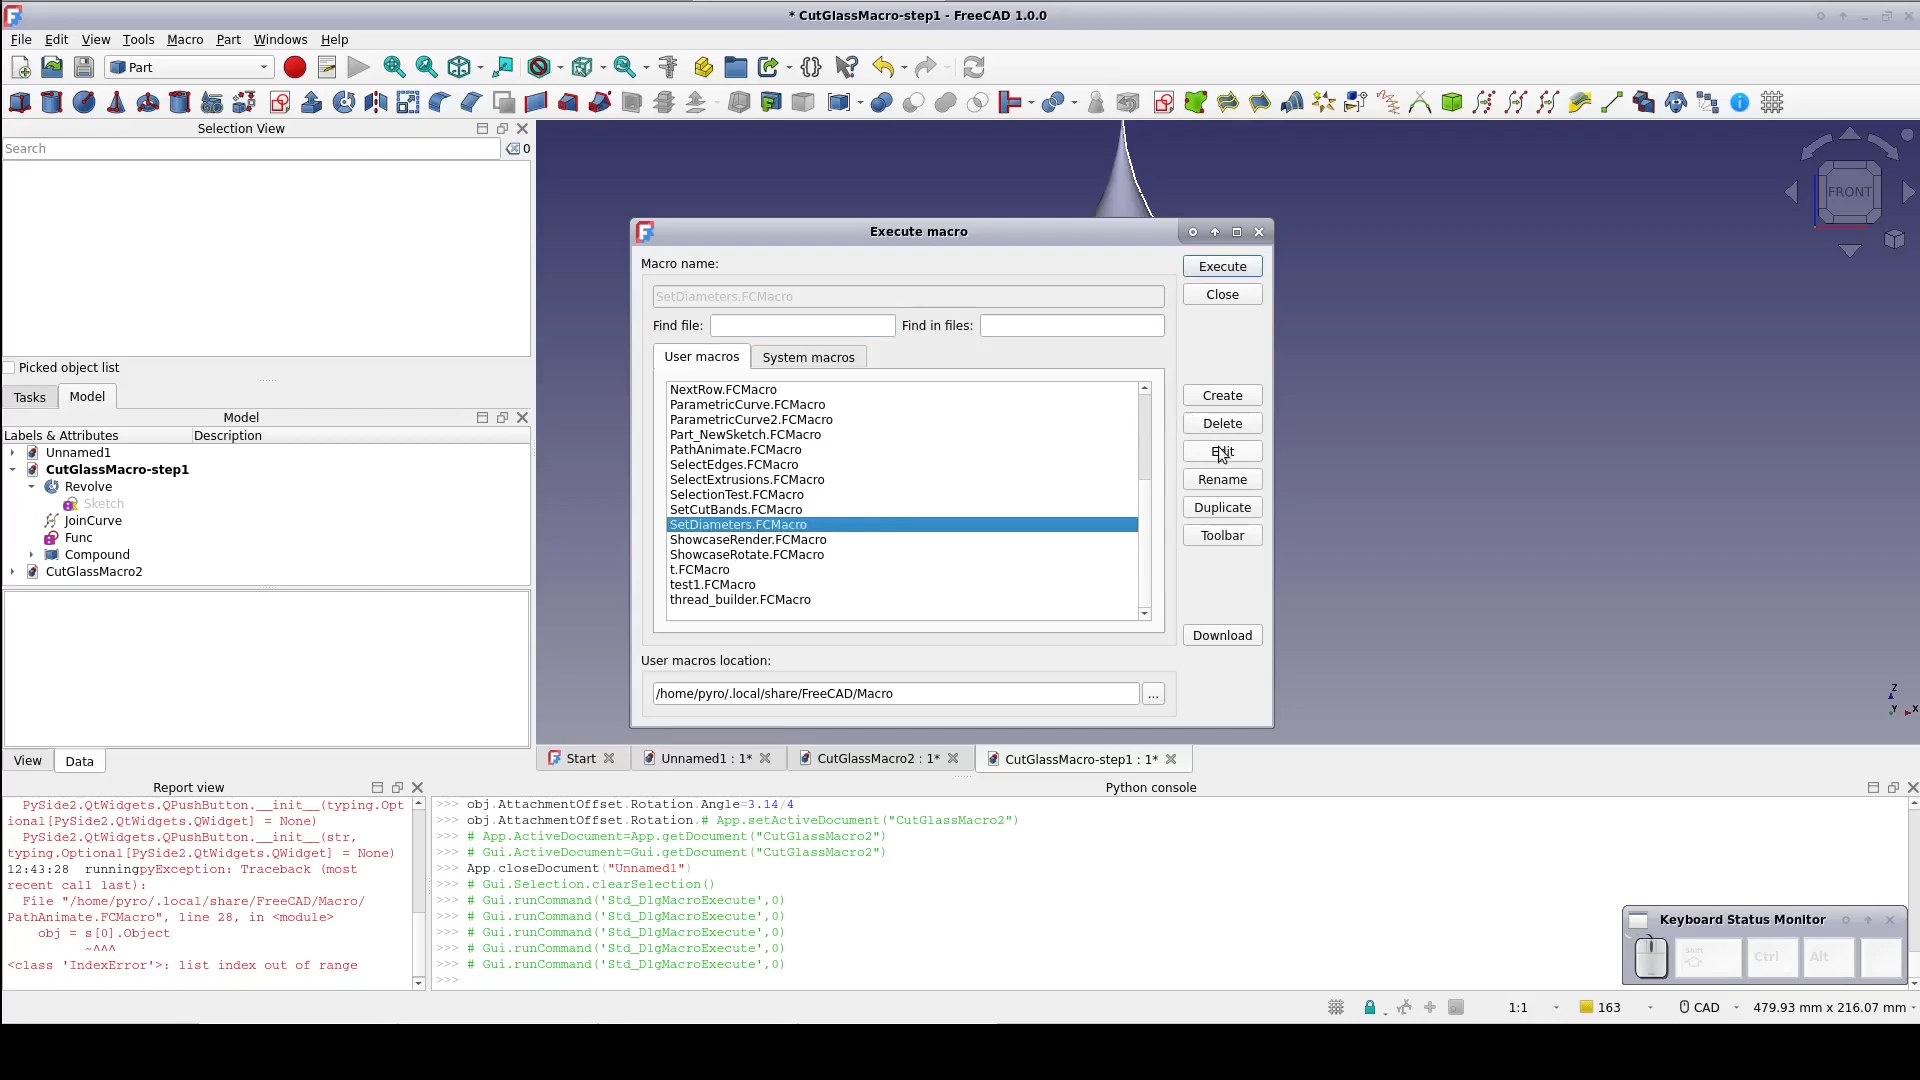 * CutGlassMacro-step1 - FreeCAD 1.0.0
File Edit View Tools Macro Part Windows Help
Part
Selection View
Search
0
Picked object list
Tasks Model
Model
Labels & Attributes Description
Unnamed1
CutGlassMacro-step1
Revolve
Sketch
JoinCurve
Func
Compound
CutGlassMacro2
View Data
FRONT
Z
Y X
Execute macro
Macro name:
SetDiameters.FCMacro
Find file: Find in files:
User macros System macros
NextRow.FCMacro
ParametricCurve.FCMacro
ParametricCurve2.FCMacro
Part_NewSketch.FCMacro
PathAnimate.FCMacro
SelectEdges.FCMacro
SelectExtrusions.FCMacro
SelectionTest.FCMacro
SetCutBands.FCMacro
SetDiameters.FCMacro
ShowcaseRender.FCMacro
ShowcaseRotate.FCMacro
t.FCMacro
test1.FCMacro
thread_builder.FCMacro
User macros location:
/home/pyro/.local/share/FreeCAD/Macro
...
Execute
Close
Create
Delete
Edit
Rename
Duplicate
Toolbar
Download
Start Unnamed1 : 1* CutGlassMacro2 : 1* CutGlassMacro-step1 : 1*
Report view
PySide2.QtWidgets.QPushButton.__init__(typing.Opt
ional[PySide2.QtWidgets.QWidget] = None)
PySide2.QtWidgets.QPushButton.__init__(str,
typing.Optional[PySide2.QtWidgets.QWidget] = None)
12:43:28  runningpyException: Traceback (most
recent call last):
File "/home/pyro/.local/share/FreeCAD/Macro/
PathAnimate.FCMacro", line 28, in <module>
obj = s[0].Object
~^^^
<class 'IndexError'>: list index out of range
Python console
>>> obj.AttachmentOffset.Rotation.Angle=3.14/4
>>> obj.AttachmentOffset.Rotation.# App.setActiveDocument("CutGlassMacro2")
>>> # App.ActiveDocument=App.getDocument("CutGlassMacro2")
>>> # Gui.ActiveDocument=Gui.getDocument("CutGlassMacro2")
>>> App.closeDocument("Unnamed1")
>>> # Gui.Selection.clearSelection()
>>> # Gui.runCommand('Std_DlgMacroExecute',0)
>>> # Gui.runCommand('Std_DlgMacroExecute',0)
>>> # Gui.runCommand('Std_DlgMacroExecute',0)
>>> # Gui.runCommand('Std_DlgMacroExecute',0)
>>> # Gui.runCommand('Std_DlgMacroExecute',0)
>>>
Keyboard Status Monitor
Shift Ctrl Alt
1:1 163 CAD 479.93 mm x 216.07 mm